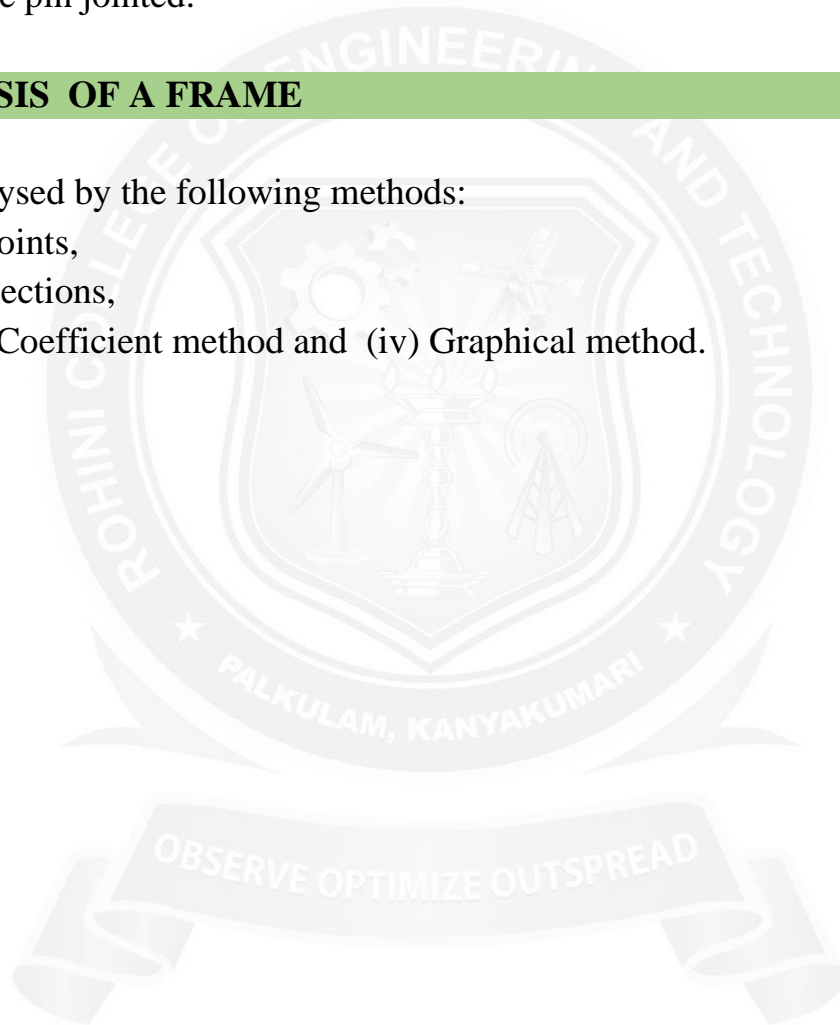 pin jointed.
SIS OF A FRAME
ysed by the following methods:
oints,
ections,
Coefficient method and (iv) Graphical method.
ROHINI COLLEGE OF ENGINEERING AND TECHNOLOGY
PALKULAM, KANYAKUMARI
OBSERVE OPTIMIZE OUTSPREAD